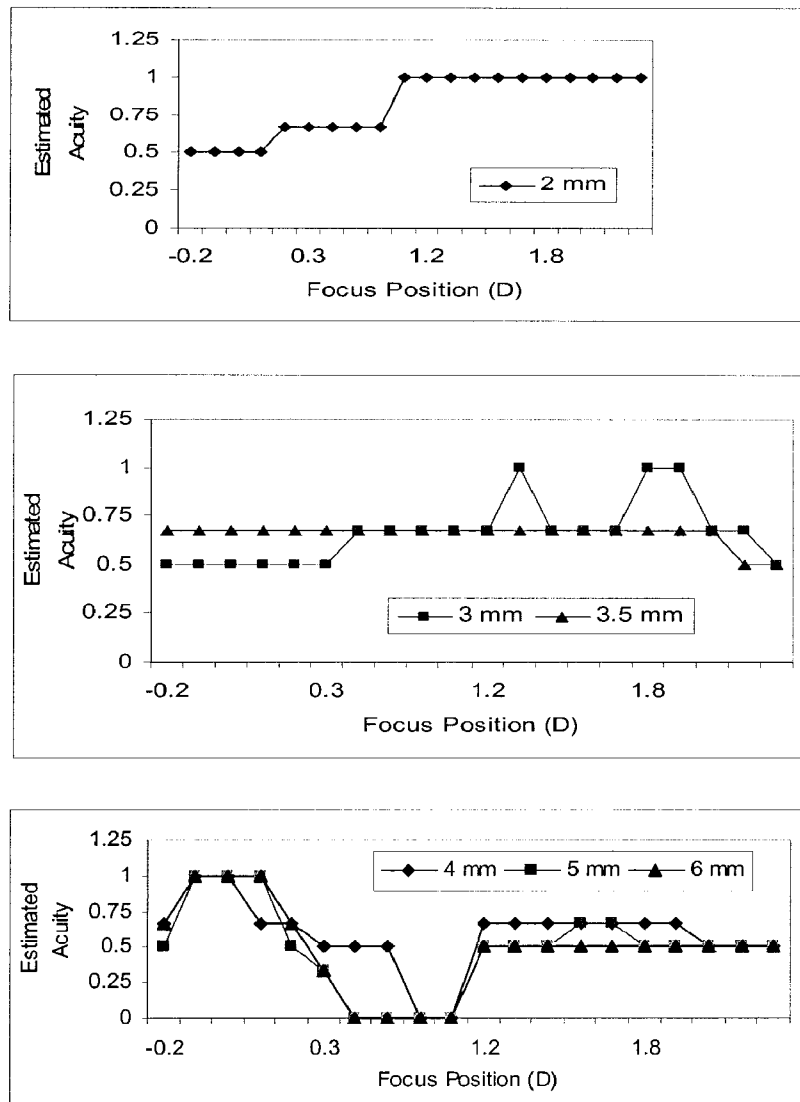 1.25
1
0.75
0.5
0.25
0
Estimated
Acuity
2 mm
-0.2 0.3 1.2 1.8
Focus Position (D)
1.25
1
0.75
0.5
0.25
0
Estimated
Acuity
3 mm 3.5 mm
-0.2 0.3 1.2 1.8
Focus Position (D)
1.25
1
0.75
0.5
0.25
0
Estimated
Acuity
4 mm 5 mm 6 mm
-0.2 0.3 1.2 1.8
Focus Position (D)